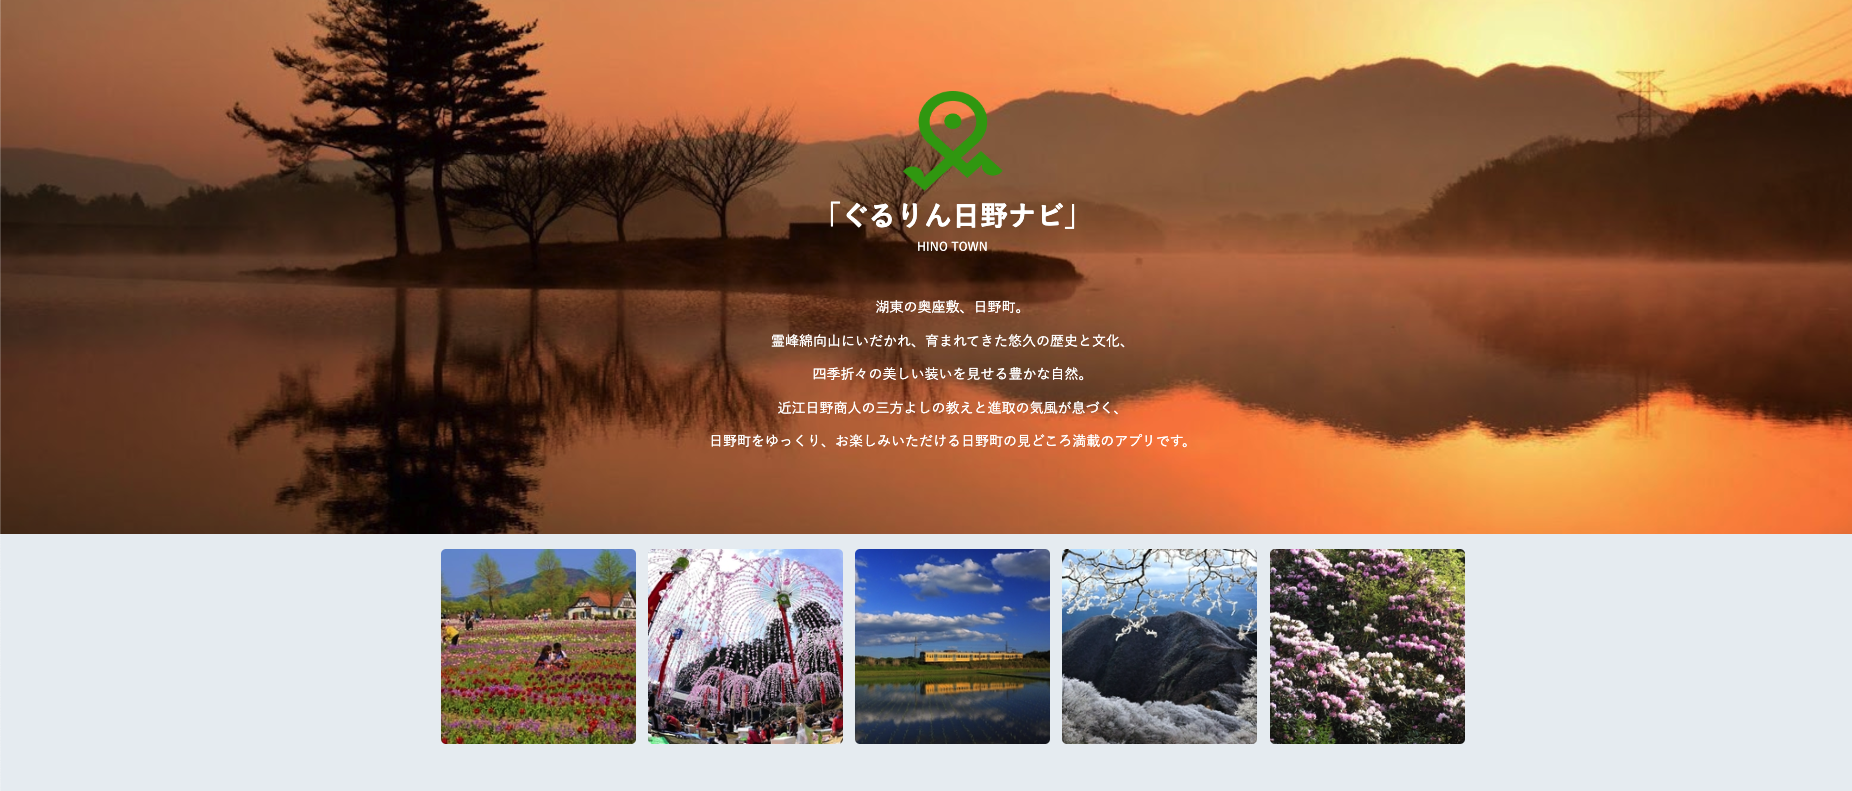 「ぐるりん日野ナビ」
HINO TOWN
湖東の奥座敷、日野町。
霊峰綿向山にいだかれ、育まれてきた悠久の歴史と文化、
四季折々の美しい装いを見せる豊かな自然。
近江日野商人の三方よしの教えと進取の気風が息づく、
日野町をゆっくり、お楽しみいただける日野町の見どころ満載のアプリです。